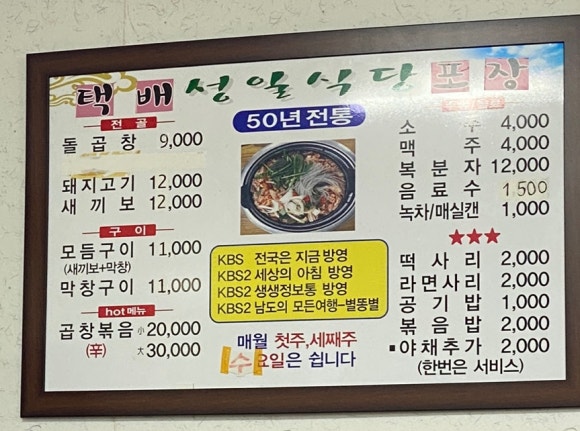 택배 성일식당 포장
전골
돌곱창 9,000
돼지고기 12,000
새끼보 12,000
구이
모듬구이 11,000
(새끼보+막창)
막창구이 11,000
hot메뉴
곱창볶음 小 20,000
(辛) 大 30,000
50년 전통
KBS 전국은 지금 방영
KBS2 세상의 아침 방영
KBS2 생생정보통 방영
KBS2 남도의 모든여행-별뚱별
매월 첫주,세째주
수요일은 쉽니다
소주 4,000
맥주 4,000
복분자 12,000
음료수 1500
녹차/매실캔 1,000
★★★
떡사리 2,000
라면사리 2,000
공기밥 1,000
볶음밥 2,000
▪야채추가 2,000
(한번은 서비스)